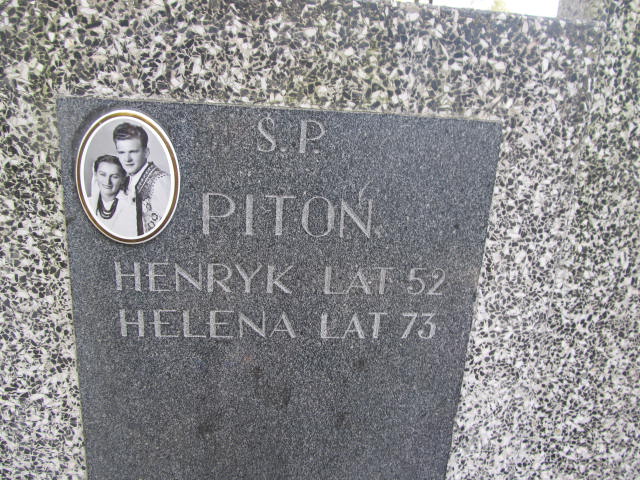 Ś.P.
PITOŃ
HENRYK LAT 52
HELENA LAT 73